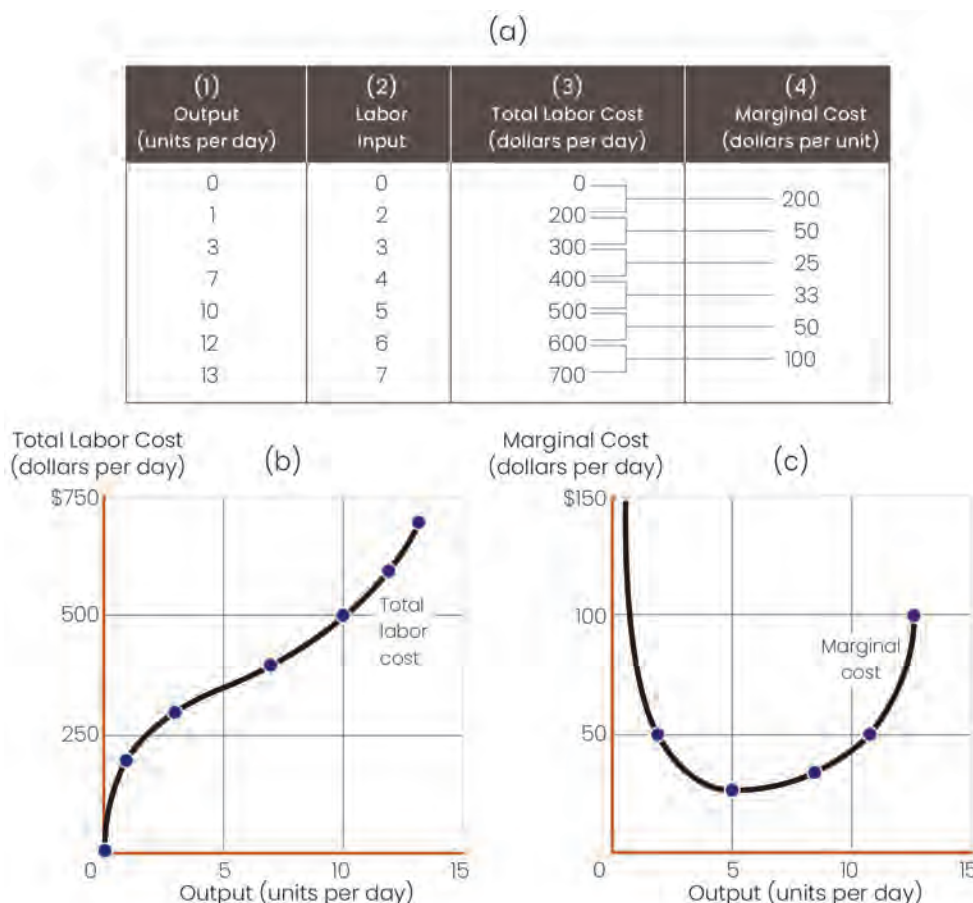 (a)
(1) (2) (3) (4)
Output Labor Total Labor Cost Marginal Cost
(units per day) input (dollars per day) (dollars per unit)
0 0 0
200
1 2 200
50
3 3 300
25
7 4 400
33
10 5 500
50
12 6 600
100
13 7 700
Total Labor Cost
(dollars per day)
(b)
$750
500
250
0 5 10 15
Total
labor
cost
Output (units per day)
Marginal Cost
(dollars per day)
(c)
$150
100
50
0 5 10 15
Marginal
cost
Output (units per day)